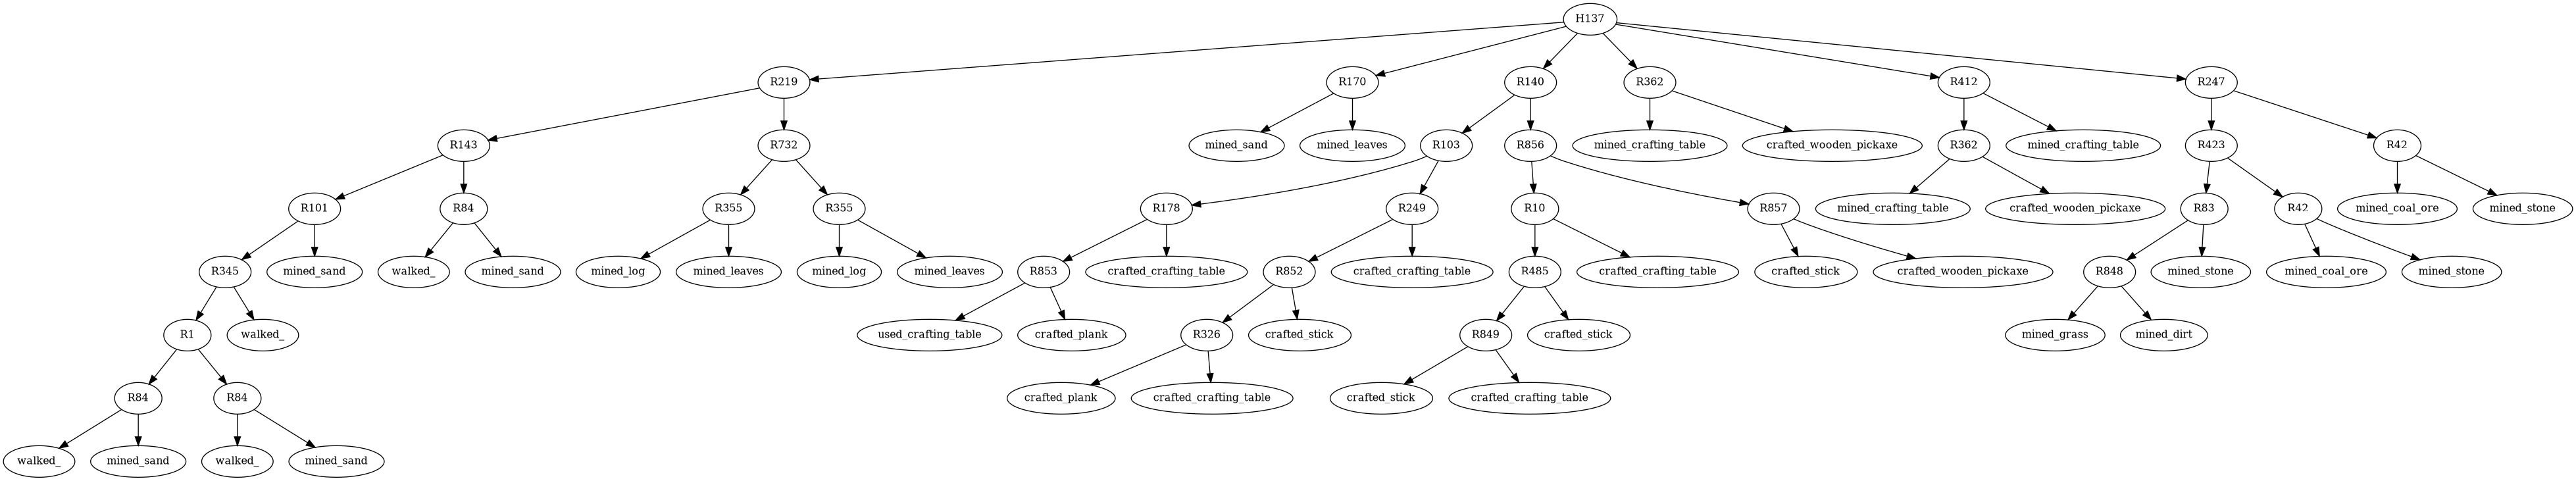 H137
R219
R170
R140
R362
R412
R247
R143
R732
mined_sand
mined_leaves
R103
R856
mined_crafting_table
crafted_wooden_pickaxe
R362
mined_crafting_table
R423
R42
R101
R84
R355
R355
R178
R249
R10
R857
mined_crafting_table
crafted_wooden_pickaxe
R83
R42
mined_coal_ore
mined_stone
R345
mined_sand
walked_
mined_sand
mined_log
mined_leaves
mined_log
mined_leaves
R853
crafted_crafting_table
R852
crafted_crafting_table
R485
crafted_crafting_table
crafted_stick
crafted_wooden_pickaxe
R848
mined_stone
mined_coal_ore
mined_stone
R1
walked_
used_crafting_table
crafted_plank
R326
crafted_stick
R849
crafted_stick
mined_grass
mined_dirt
R84
R84
crafted_plank
crafted_crafting_table
crafted_stick
crafted_crafting_table
walked_
mined_sand
walked_
mined_sand